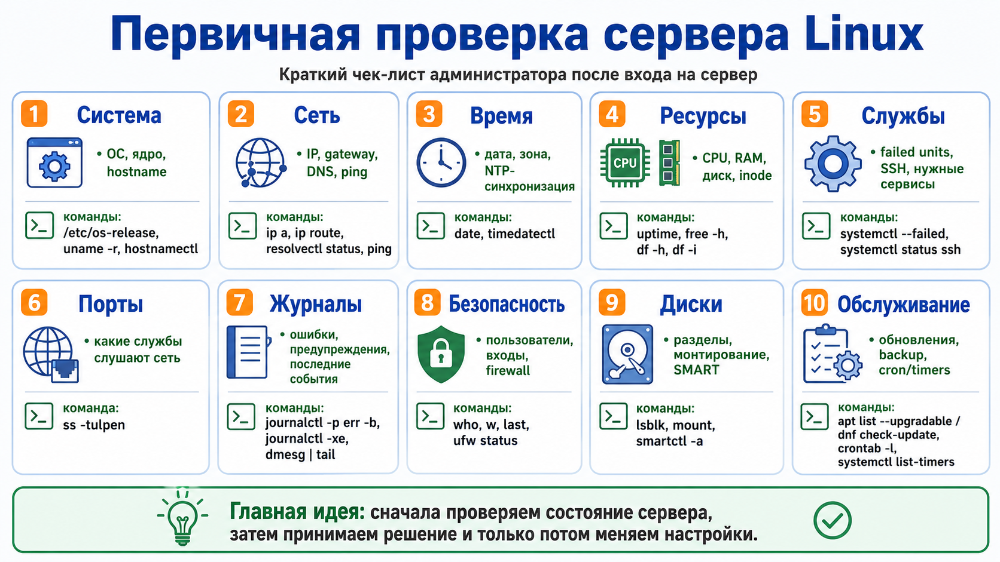 Первичная проверка сервера Linux
Краткий чек-лист администратора после входа на сервер
1 Система
• ОС, ядро,
hostname
команды:
/etc/os-release,
uname -r, hostnamectl
2 Сеть
• IP, gateway,
DNS, ping
команды:
ip a, ip route,
resolvectl status, ping
3 Время
• дата, зона,
NTP-
синхронизация
команды:
date, timedatectl
4 Ресурсы
CPU
• CPU, RAM,
диск, inode
команды:
uptime, free -h,
df -h, df -i
5 Службы
• failed units,
SSH, нужные
сервисы
команды:
systemctl --failed,
systemctl status ssh
6 Порты
• какие службы
слушают сеть
команда:
ss -tulpen
7 Журналы
• ошибки,
предупреждения,
последние
события
команды:
journalctl -p err -b,
journalctl -xe,
dmesg | tail
8 Безопасность
• пользователи,
входы,
firewall
команды:
who, w, last,
ufw status
9 Диски
• разделы,
монтирование,
SMART
команды:
lsblk, mount,
smartctl -a
10 Обслуживание
• обновления,
backup,
cron/timers
команды:
apt list --upgradable /
dnf check-update,
crontab -l,
systemctl list-timers
Главная идея: сначала проверяем состояние сервера,
затем принимаем решение и только потом меняем настройки.